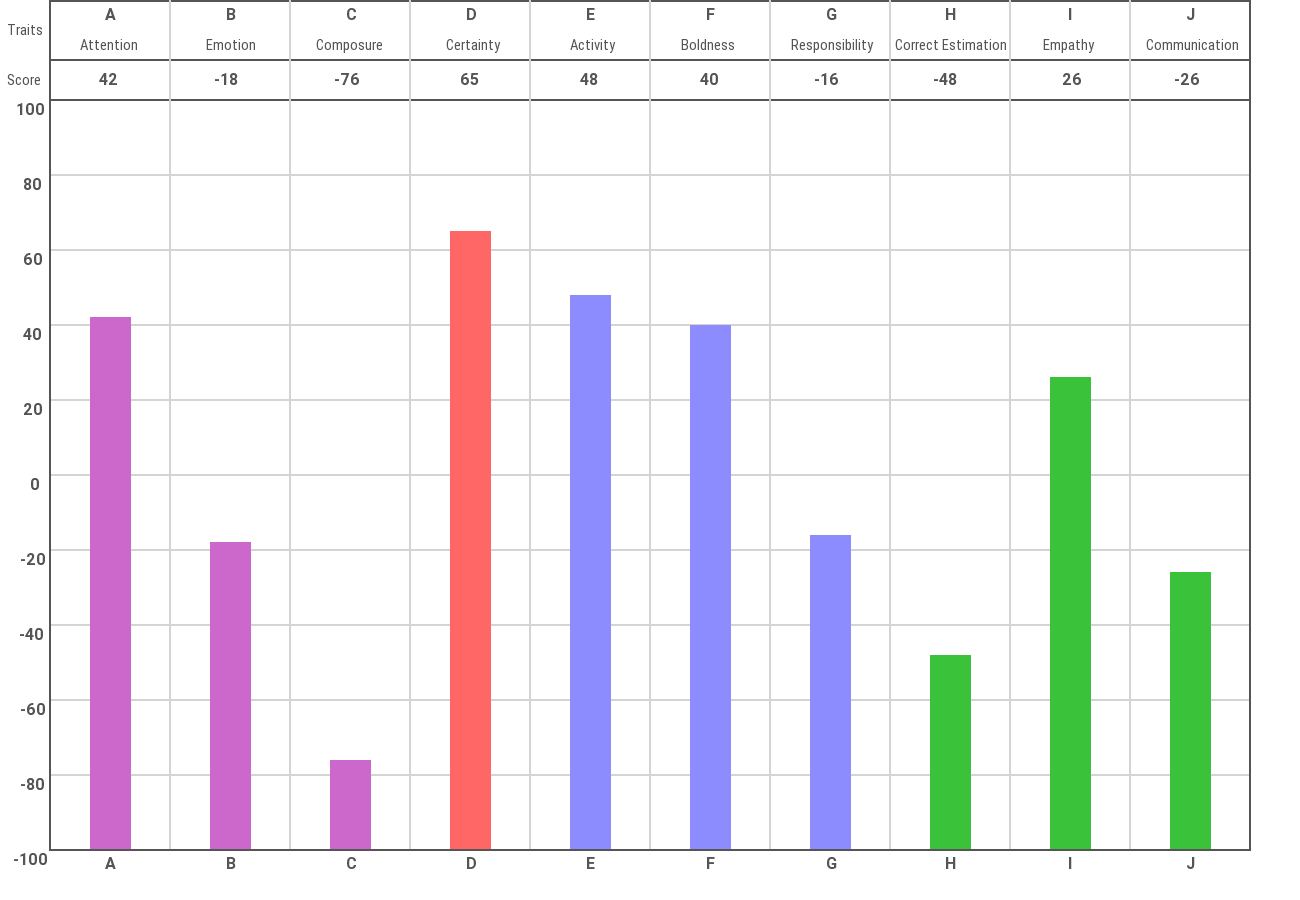 A B C D E F G H I J
Traits
Attention Emotion Composure Certainty Activity Boldness Responsibility Correct Estimation Empathy Communication
Score 42 -18 -76 65 48 40 -16 -48 26 -26
100
80
60
40
20
0
-20
-40
-60
-80
-100
A B C D E F G H I J